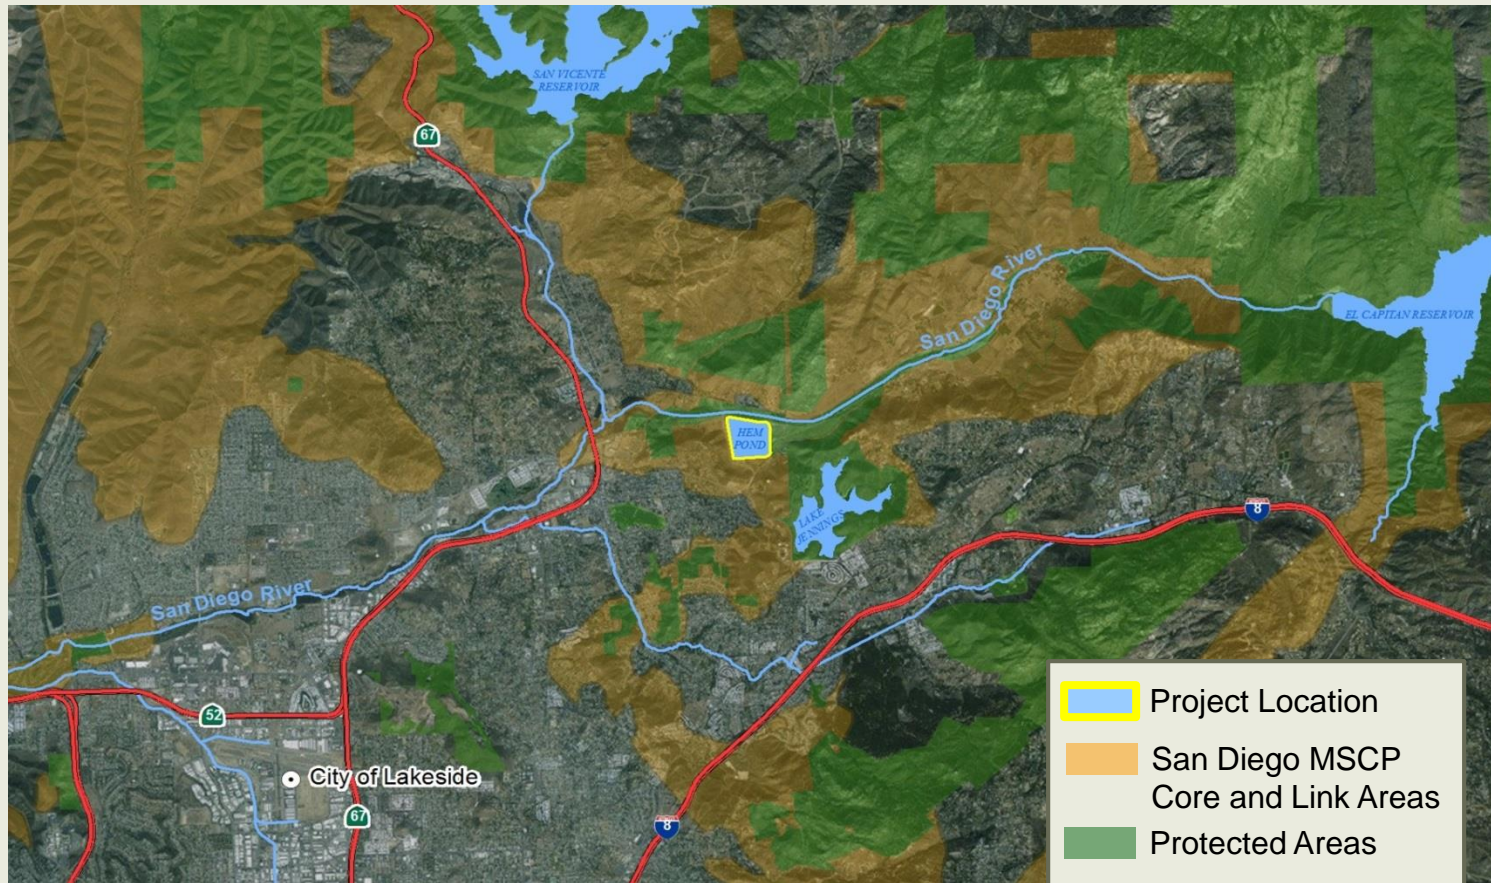 SAN VICENTE
RESERVOIR
67
San Diego River
EL CAPITAN RESERVOIR
HEM
POND
LAKE
JENNINGS
8
San Diego River
52
City of Lakeside
67
8
Project Location
San Diego MSCP
Core and Link Areas
Protected Areas